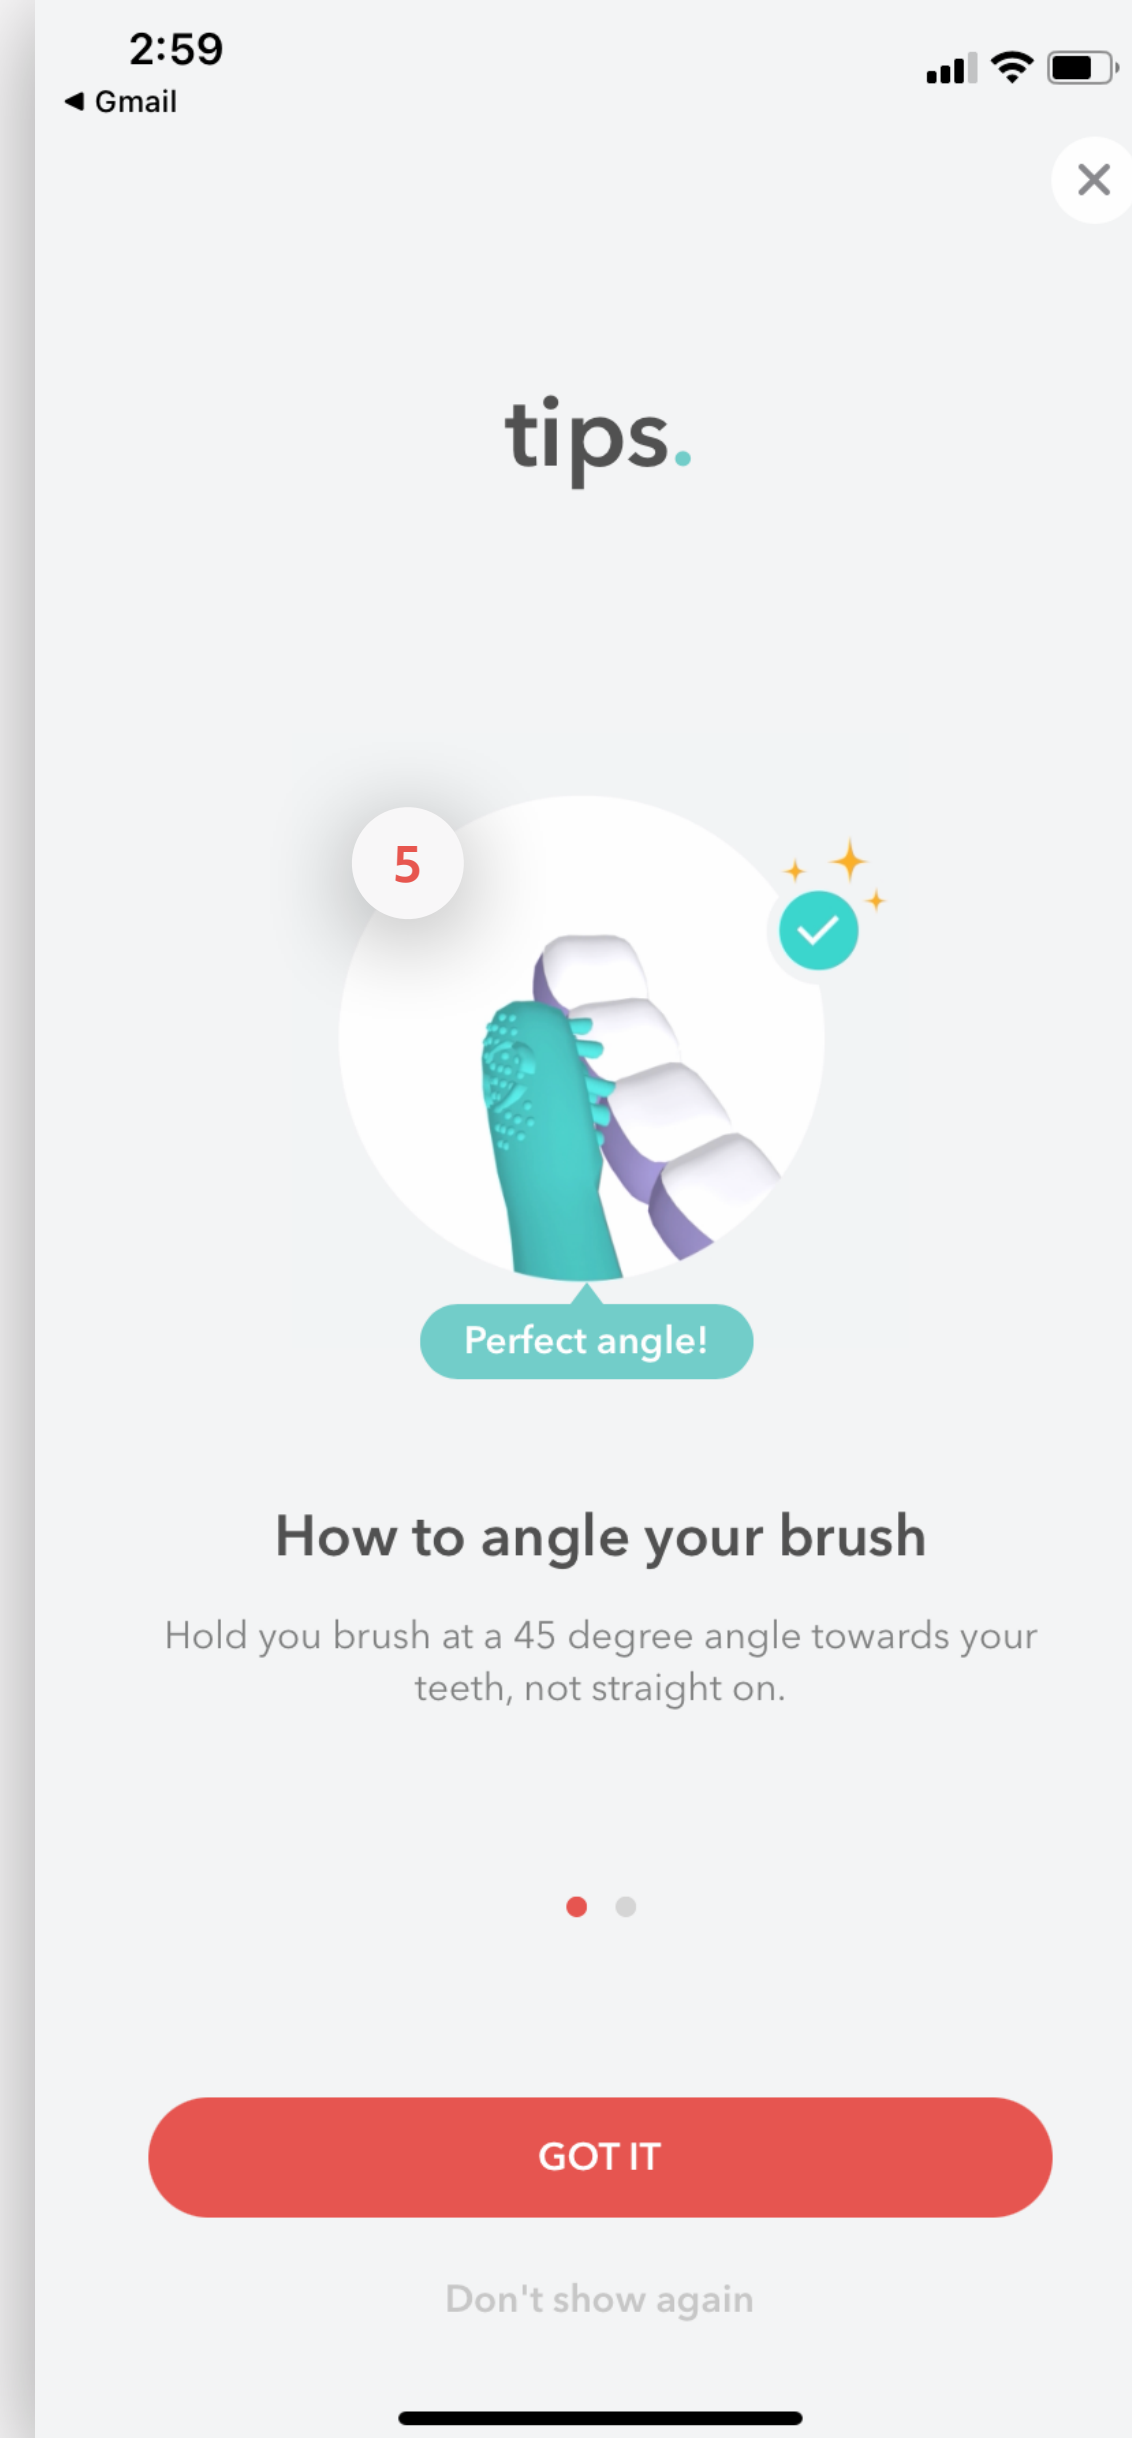 2:59
◀ Gmail
tips.
5
Perfect angle!
How to angle your brush
Hold you brush at a 45 degree angle towards your
teeth, not straight on.
GOT IT
Don't show again